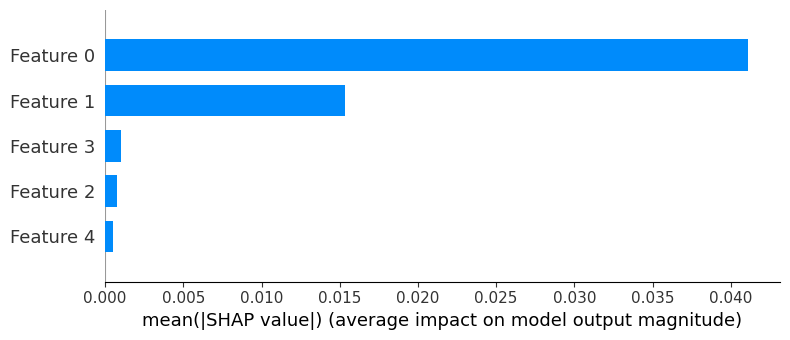 Feature 0
Feature 1
Feature 3
Feature 2
Feature 4
0.000 0.005 0.010 0.015 0.020 0.025 0.030 0.035 0.040
mean(|SHAP value|) (average impact on model output magnitude)